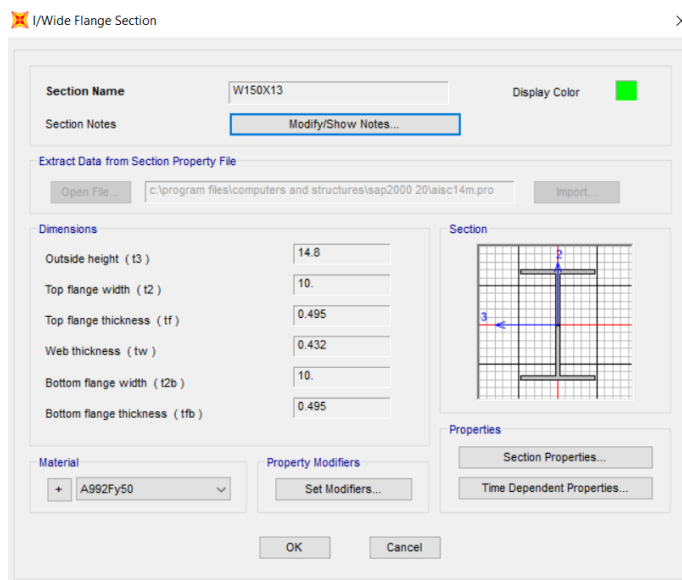 I/Wide Flange Section
Section Name W150X13 Display Color
Section Notes Modify/Show Notes...
Extract Data from Section Property File
Open File... c:\program files\computers and structures\sap2000 20\aisc14m.pro Import...
Dimensions
Outside height ( t3 ) 14.8
Top flange width ( t2 ) 10.
Top flange thickness ( tf ) 0.495
Web thickness ( tw ) 0.432
Bottom flange width ( t2b ) 10.
Bottom flange thickness ( tfb ) 0.495
Section
2
3
Properties
Section Properties...
Time Dependent Properties...
Material
+ A992Fy50
Property Modifiers
Set Modifiers...
OK Cancel